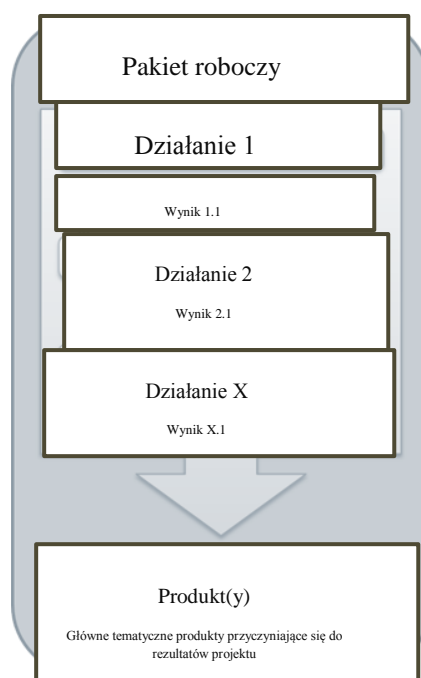 Pakiet roboczy
Działanie 1
Wynik 1.1
Działanie 2
Wynik 2.1
Działanie X
Wynik X.1
Produkt(y)
Główne tematyczne produkty przyczyniające się do
rezultatów projektu